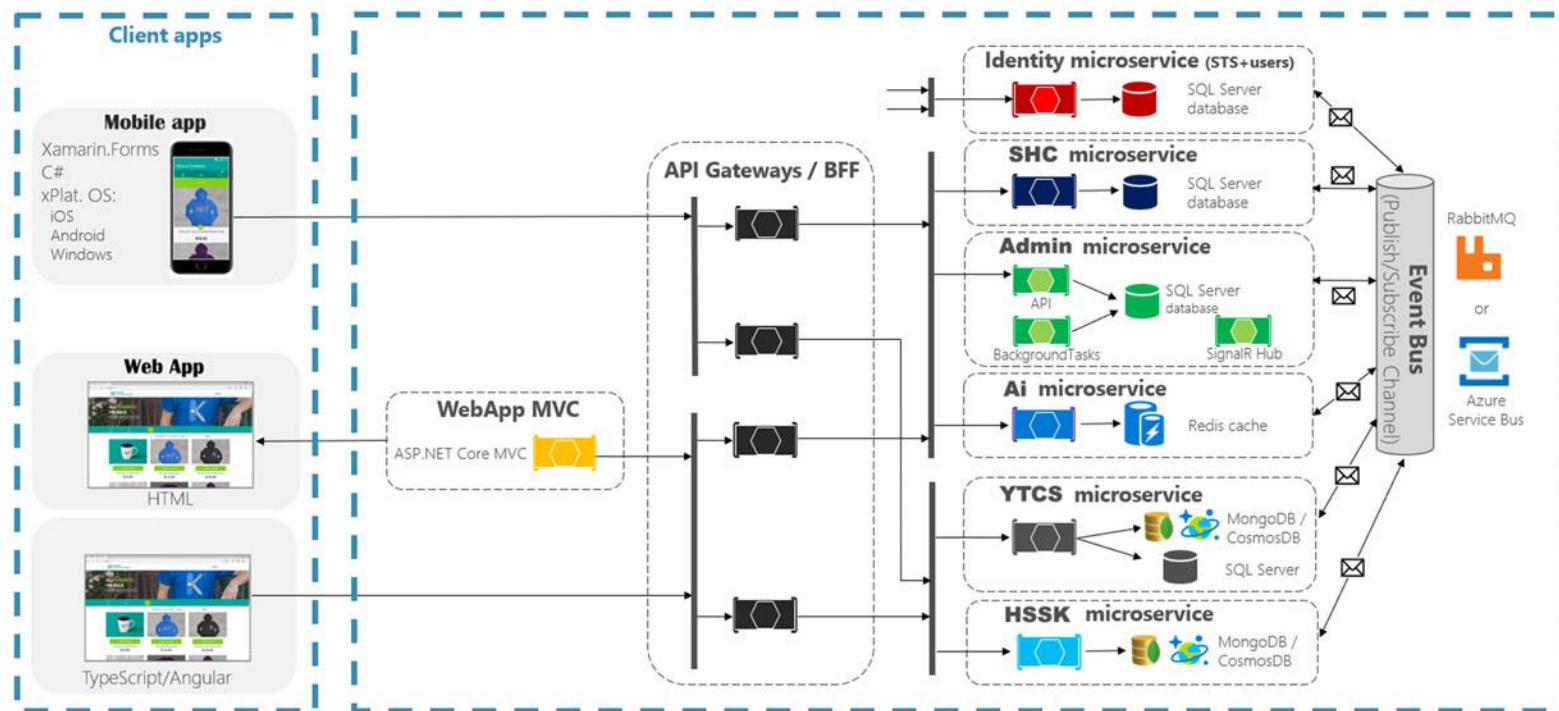 Client apps
Mobile app
Xamarin.Forms
C#
xPlat. OS:
iOS
Android
Windows
Web App
HTML
TypeScript/Angular
WebApp MVC
ASP.NET Core MVC
API Gateways / BFF
Identity microservice (STS+users)
SQL Server
database
SHC microservice
SQL Server
database
Admin microservice
API
SQL Server
database
BackgroundTasks
SignalR Hub
Ai microservice
Redis cache
YTCS microservice
MongoDB /
CosmosDB
SQL Server
HSSK microservice
MongoDB /
CosmosDB
Event Bus
(Publish/Subscribe Channel)
RabbitMQ
or
Azure
Service Bus